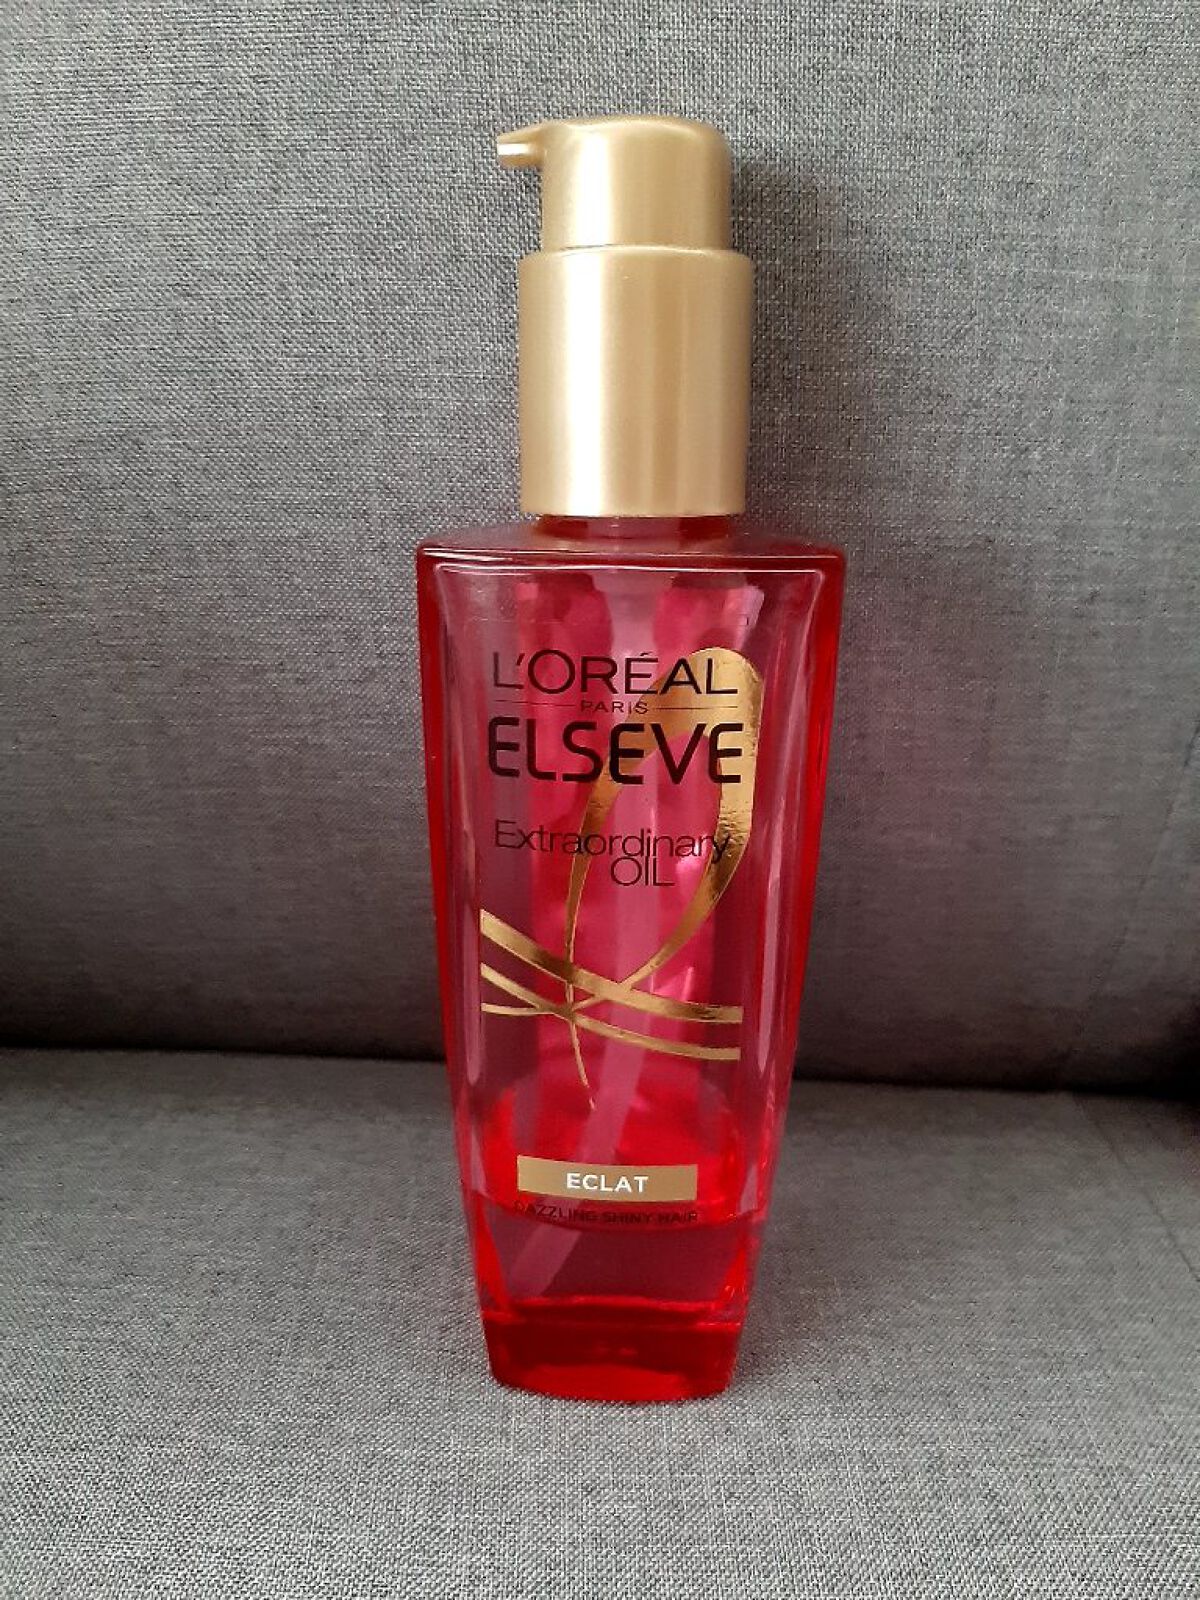 L'ORÉAL
PARIS
ELSEVE
Extraordinary
OIL
ECLAT
DAZZLING SHINY HAIR